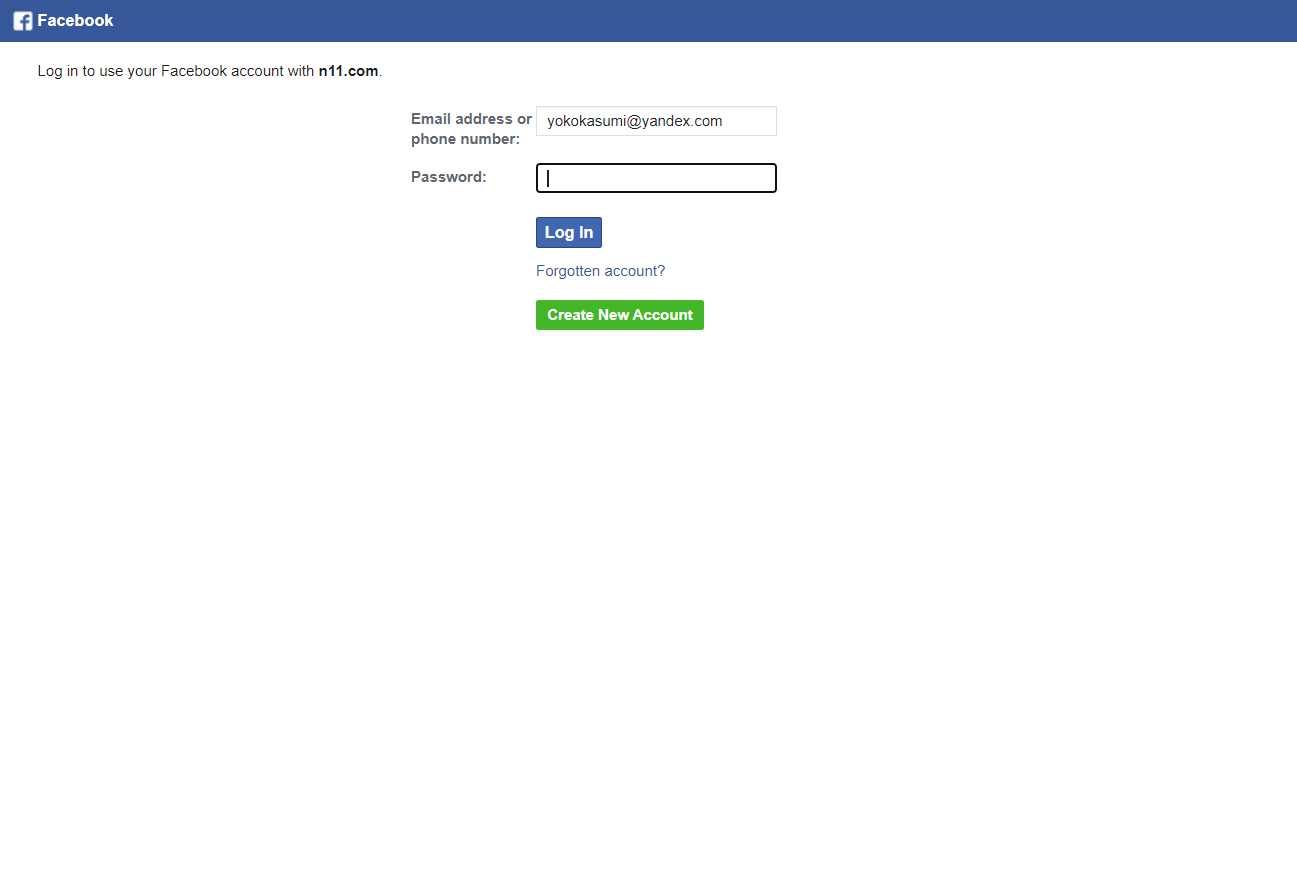 Facebook
Log in to use your Facebook account with n11.com.
Email address or
phone number:
yokokasumi@yandex.com
Password:
Log In
Forgotten account?
Create New Account